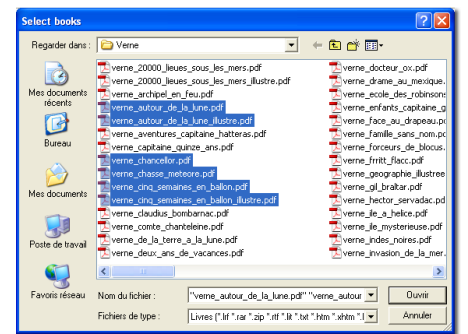 Select books
Regarder dans :
Verne
Mes documents
récents
Bureau
Mes documents
Poste de travail
Favoris réseau
verne_20000_lieues_sous_les_mers.pdf
verne_20000_lieues_sous_les_mers_illustre.pdf
verne_archipel_en_feu.pdf
verne_autour_de_la_lune.pdf
verne_autour_de_la_lune_illustre.pdf
verne_aventures_capitaine_hatteras.pdf
verne_capitaine_quinze_ans.pdf
verne_chancellor.pdf
verne_chasse_meteore.pdf
verne_cinq_semaines_en_ballon.pdf
verne_cinq_semaines_en_ballon_illustre.pdf
verne_claudius_bombarnac.pdf
verne_comte_chanteleine.pdf
verne_de_la_terre_a_la_lune.pdf
verne_deux_ans_de_vacances.pdf
verne_docteur_ox.pdf
verne_drame_au_mexique.
verne_ecole_des_robinsons
verne_enfants_capitaine_g
verne_face_au_drapeau.pd
verne_famille_sans_nom.pd
verne_forceurs_de_blocus.
verne_frritt_flacc.pdf
verne_geographie_illustree
verne_gil_braltar.pdf
verne_hector_servadac.pd
verne_ile_a_helice.pdf
verne_ile_mysterieuse.pdf
verne_indes_noires.pdf
verne_invasion_de_la_mer.
Nom du fichier :
"verne_autour_de_la_lune.pdf" "verne_autour
Ouvrir
Fichiers de type :
Livres (*.lrf *.rar *.zip *.rtf *.lit *.txt *.htm *.xhtm *.l
Annuler